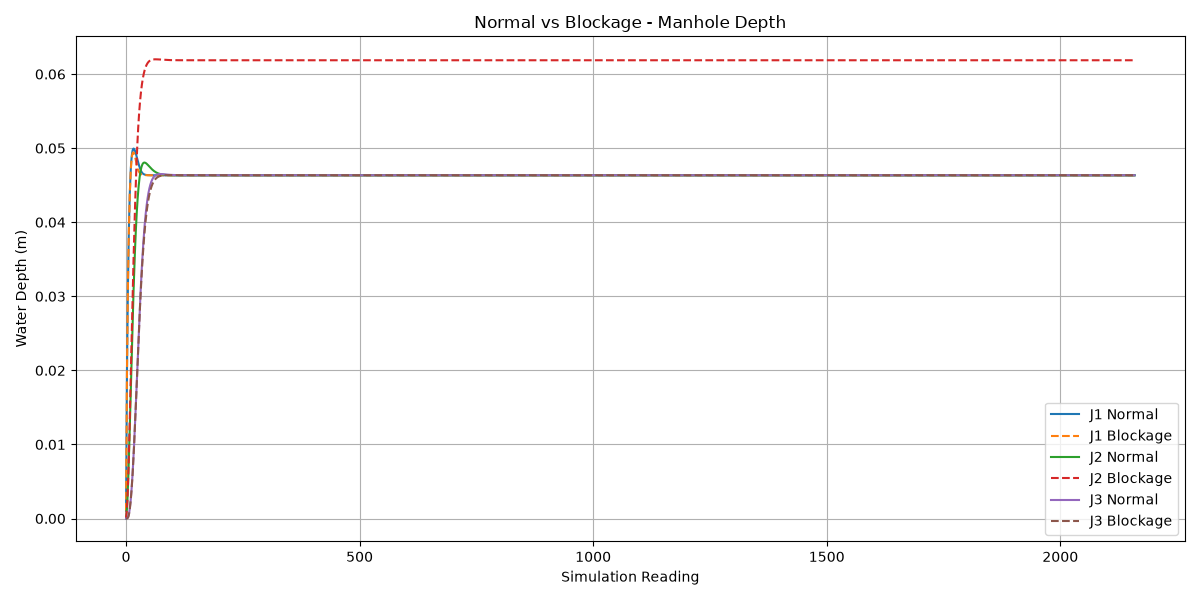 Normal vs Blockage - Manhole Depth
Water Depth (m)
0.06
0.05
0.04
0.03
0.02
0.01
0.00
0
500
1000
1500
2000
Simulation Reading
J1 Normal
J1 Blockage
J2 Normal
J2 Blockage
J3 Normal
J3 Blockage